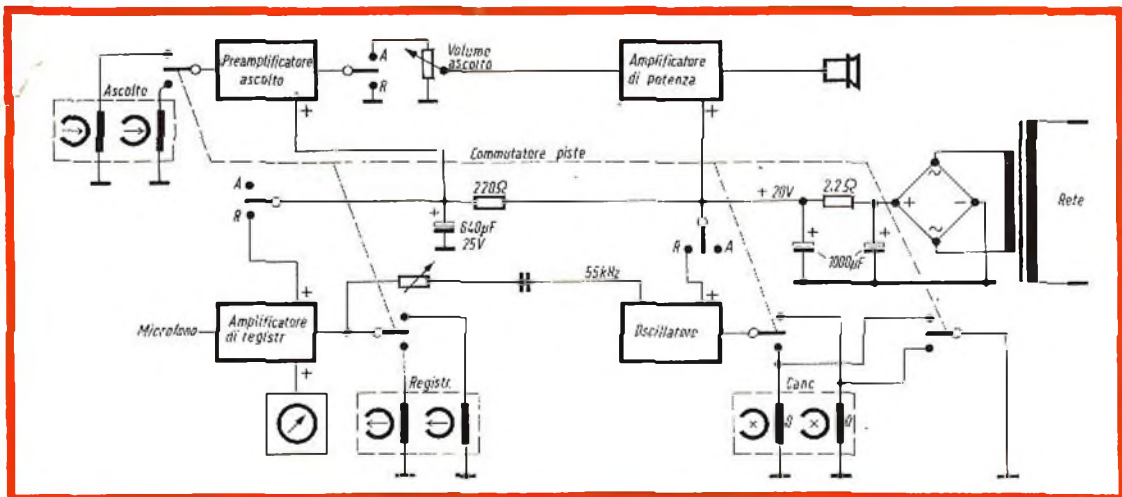 Preamplificatore
ascolto
A
R
Volume
ascolto
Amplificatore
di potenza
Ascolto
+
+
Commutatore piste
A
R
220Ω
+
640µF
25V
+ 20V
2.2Ω
+
+
1000µF
+
-
~
~
Rete
R
A
+
55kHz
+
Microfono
Amplificatore
di registr
+
Oscillatore
Registr.
Canc